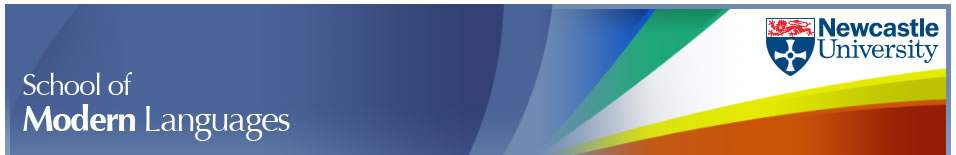 School of
Modern Languages
Newcastle
University